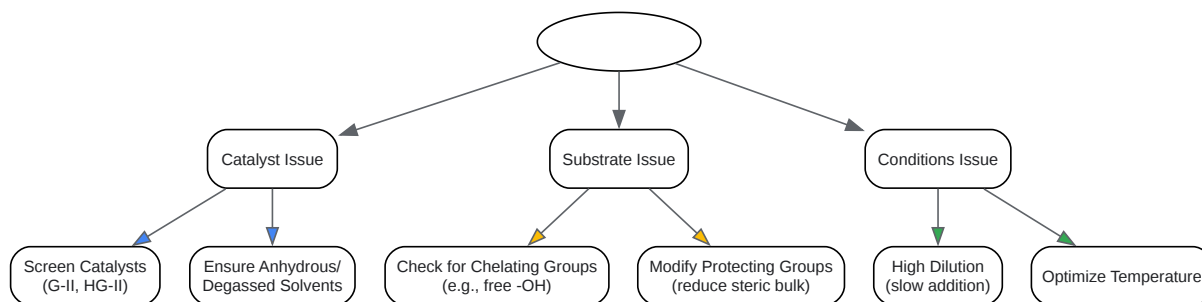 Catalyst Issue
Substrate Issue
Conditions Issue
Screen Catalysts
(G-II, HG-II)
Ensure Anhydrous/
Degassed Solvents
Check for Chelating Groups
(e.g., free -OH)
Modify Protecting Groups
(reduce steric bulk)
High Dilution
(slow addition)
Optimize Temperature